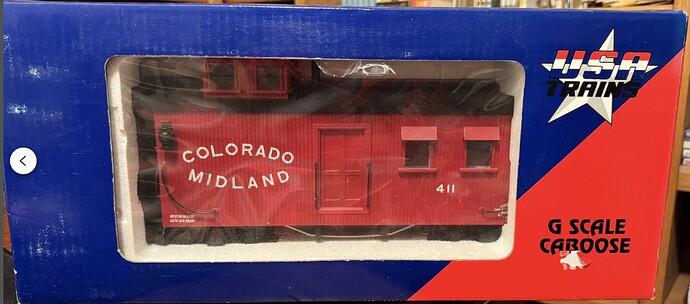 USA
TRAINS
COLORADO
MIDLAND
411
G SCALE
CABOOSE